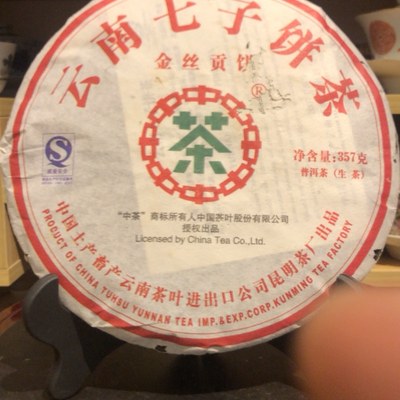 云南七子饼茶
金丝贡饼
®
茶
净含量:357克
普洱茶(生茶)
"中茶"商标所有人中国茶叶股份有限公司
授权出品
Licensed by China Tea Co.,Ltd.
中国土产畜产云南茶叶进出口公司昆明茶厂出品
PRODUCT OF CHINA TUHSU YUNNAN TEA IMP.&EXP.CORP.KUNMING TEA FACTORY